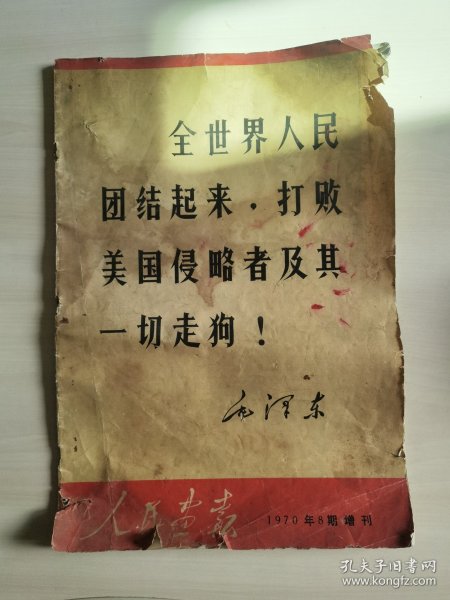 全世界人民
团结起来，打败
美国侵略者及其
一切走狗！
毛泽东
人民画报
1970年8期增刊
孔夫子旧书网
www.kongfz.com